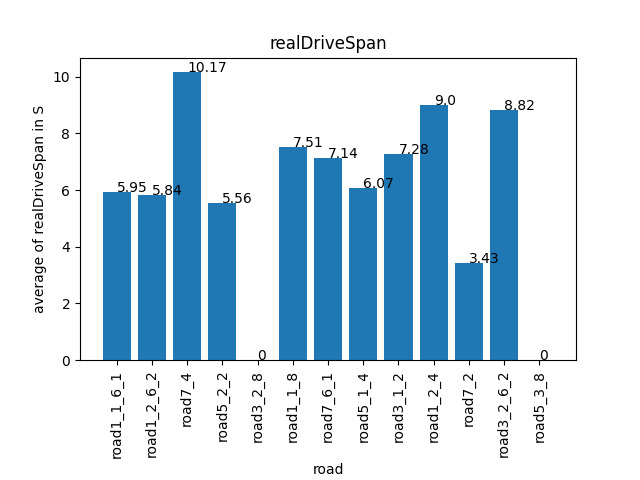 realDriveSpan
average of realDriveSpan in S
10
8
6
4
2
0
5.95
5.84
10.17
5.56
0
7.51
7.14
6.07
7.28
9.0
3.43
8.82
0
road1_1_6_1
road1_2_6_2
road7_4
road5_2_2
road3_2_8
road1_1_8
road7_6_1
road5_1_4
road3_1_2
road1_2_4
road7_2
road3_2_6_2
road5_3_8
road